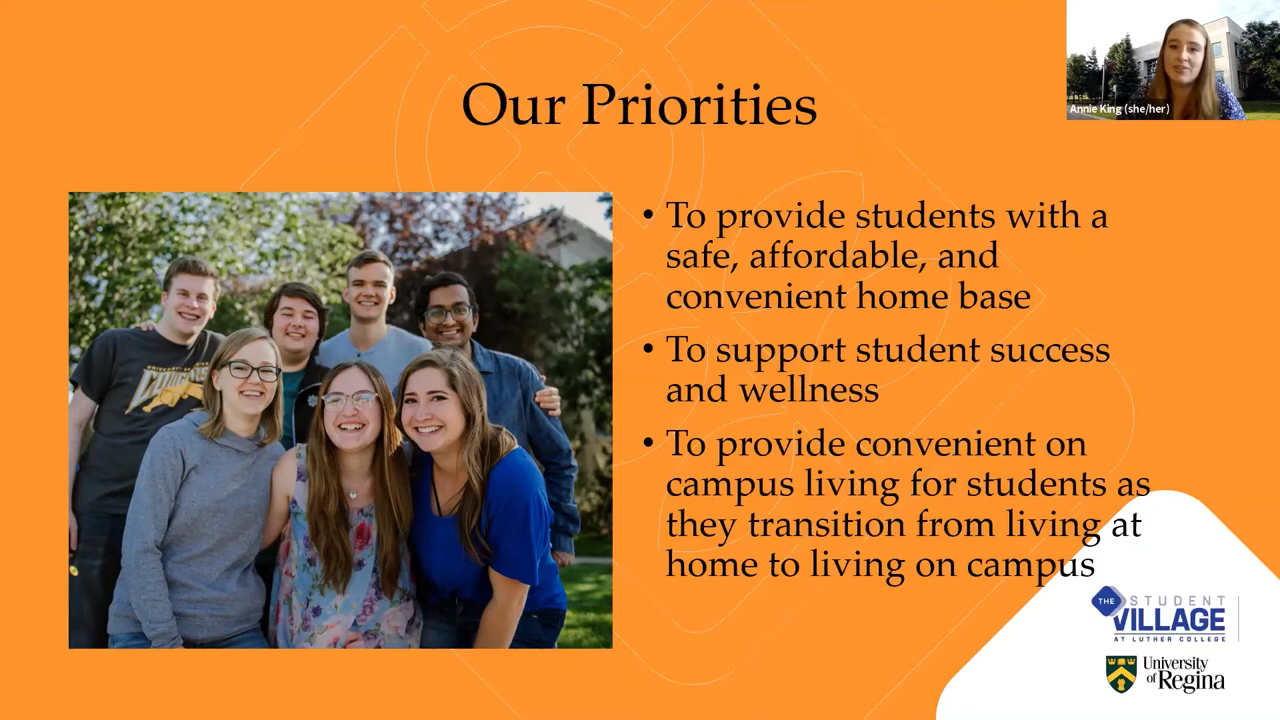 Our Priorities
Annie King (she/her)
• To provide students with a
safe, affordable, and
convenient home base
• To support student success
and wellness
• To provide convenient on
campus living for students as
they transition from living at
home to living on campus
THE STUDENT
VILLAGE
AT LUTHER COLLEGE
University
of Regina